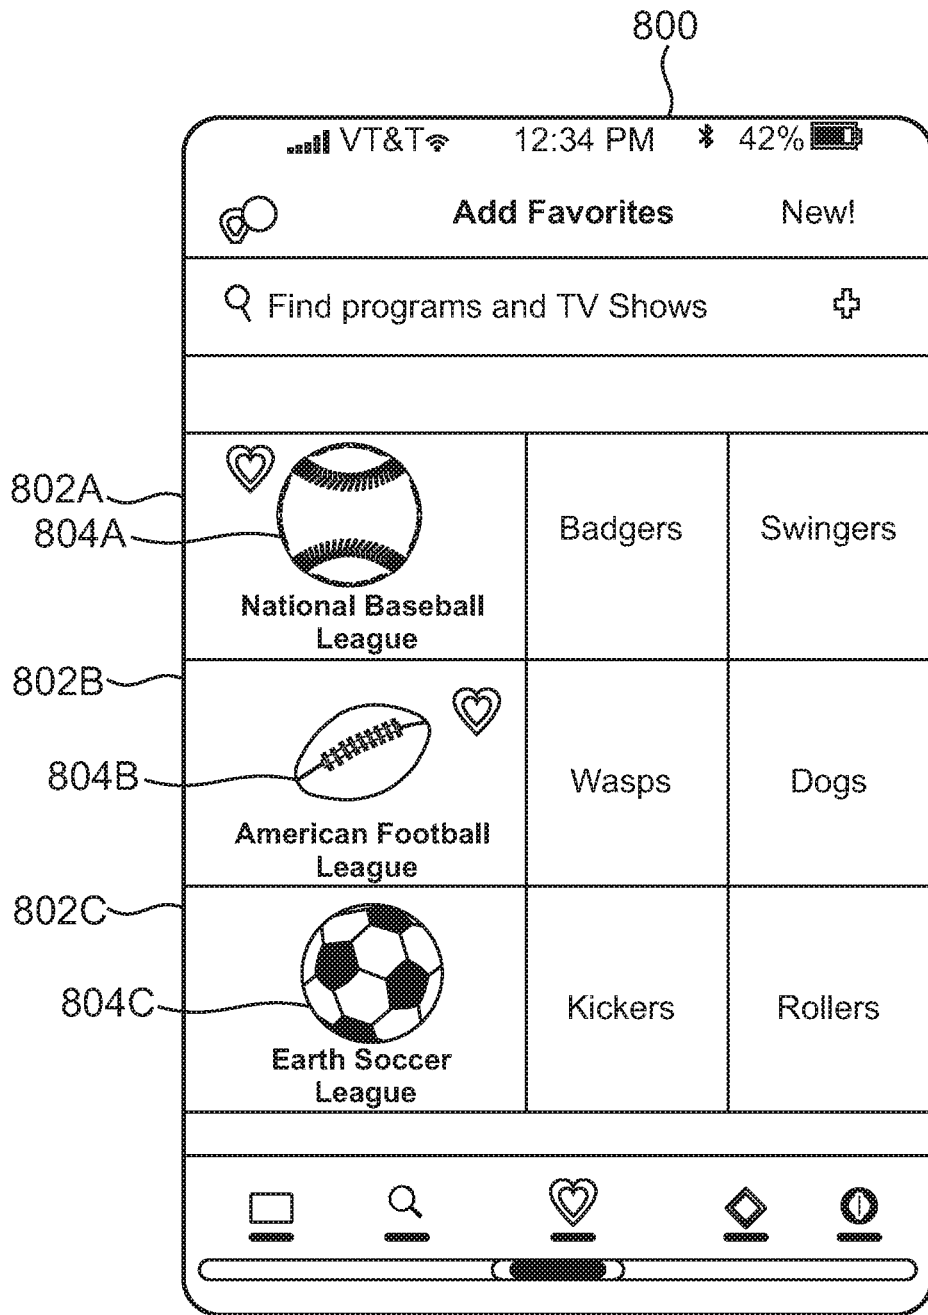 800
VT&T 12:34 PM 42%
Add Favorites New!
Find programs and TV Shows
802A
804A
National Baseball
League
Badgers
Swingers
802B
804B
American Football
League
Wasps
Dogs
802C
804C
Earth Soccer
League
Kickers
Rollers